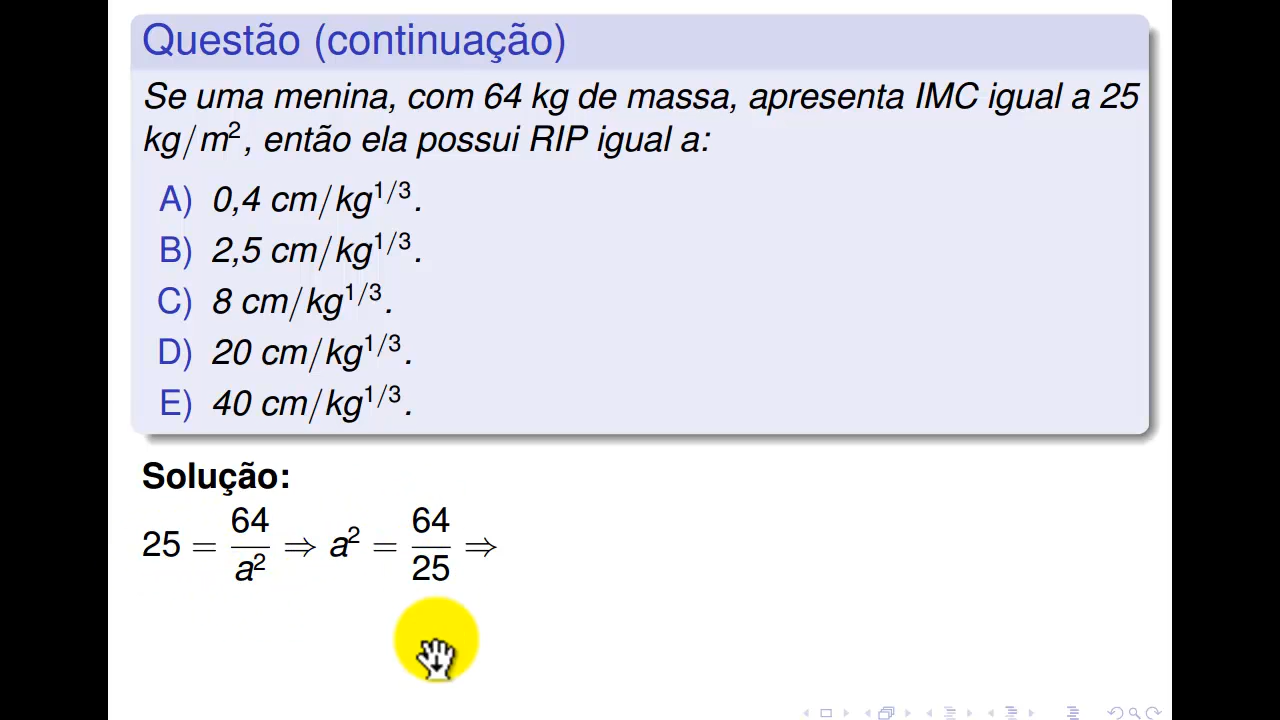 Questão (continuação)
Se uma menina, com 64 kg de massa, apresenta IMC igual a 25
kg/m², então ela possui RIP igual a:
A) 0,4 cm/kg^{1/3}.
B) 2,5 cm/kg^{1/3}.
C) 8 cm/kg^{1/3}.
D) 20 cm/kg^{1/3}.
E) 40 cm/kg^{1/3}.
Solução:
25 = 64/a² ⇒ a² = 64/25 ⇒